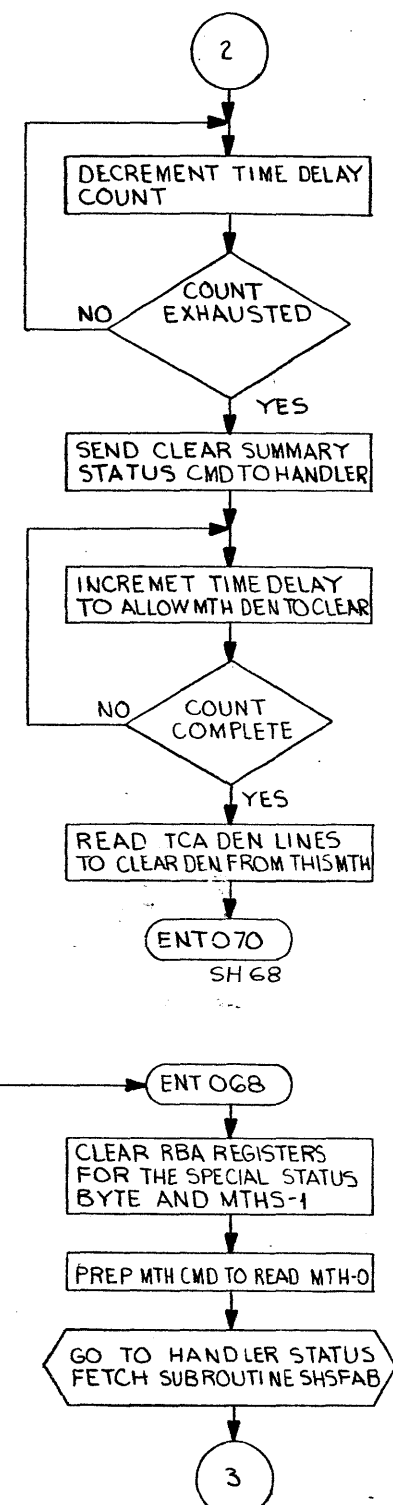 2
DECREMENT TIME DELAY
COUNT
COUNT
EXHAUSTED
NO
YES
SEND CLEAR SUMMARY
STATUS CMD TO HANDLER
INCREMET TIME DELAY
TO ALLOW MTH DEN TO CLEAR
NO
COUNT
COMPLETE
YES
READ TCA DEN LINES
TO CLEAR DEN FROM THIS MTH
ENT070
SH 68
ENT068
CLEAR RBA REGISTERS
FOR THE SPECIAL STATUS
BYTE AND MTHS-1
PREP MTH CMD TO READ MTH-0
GO TO HANDLER STATUS
FETCH SUBROUTINE SHSFAB
3